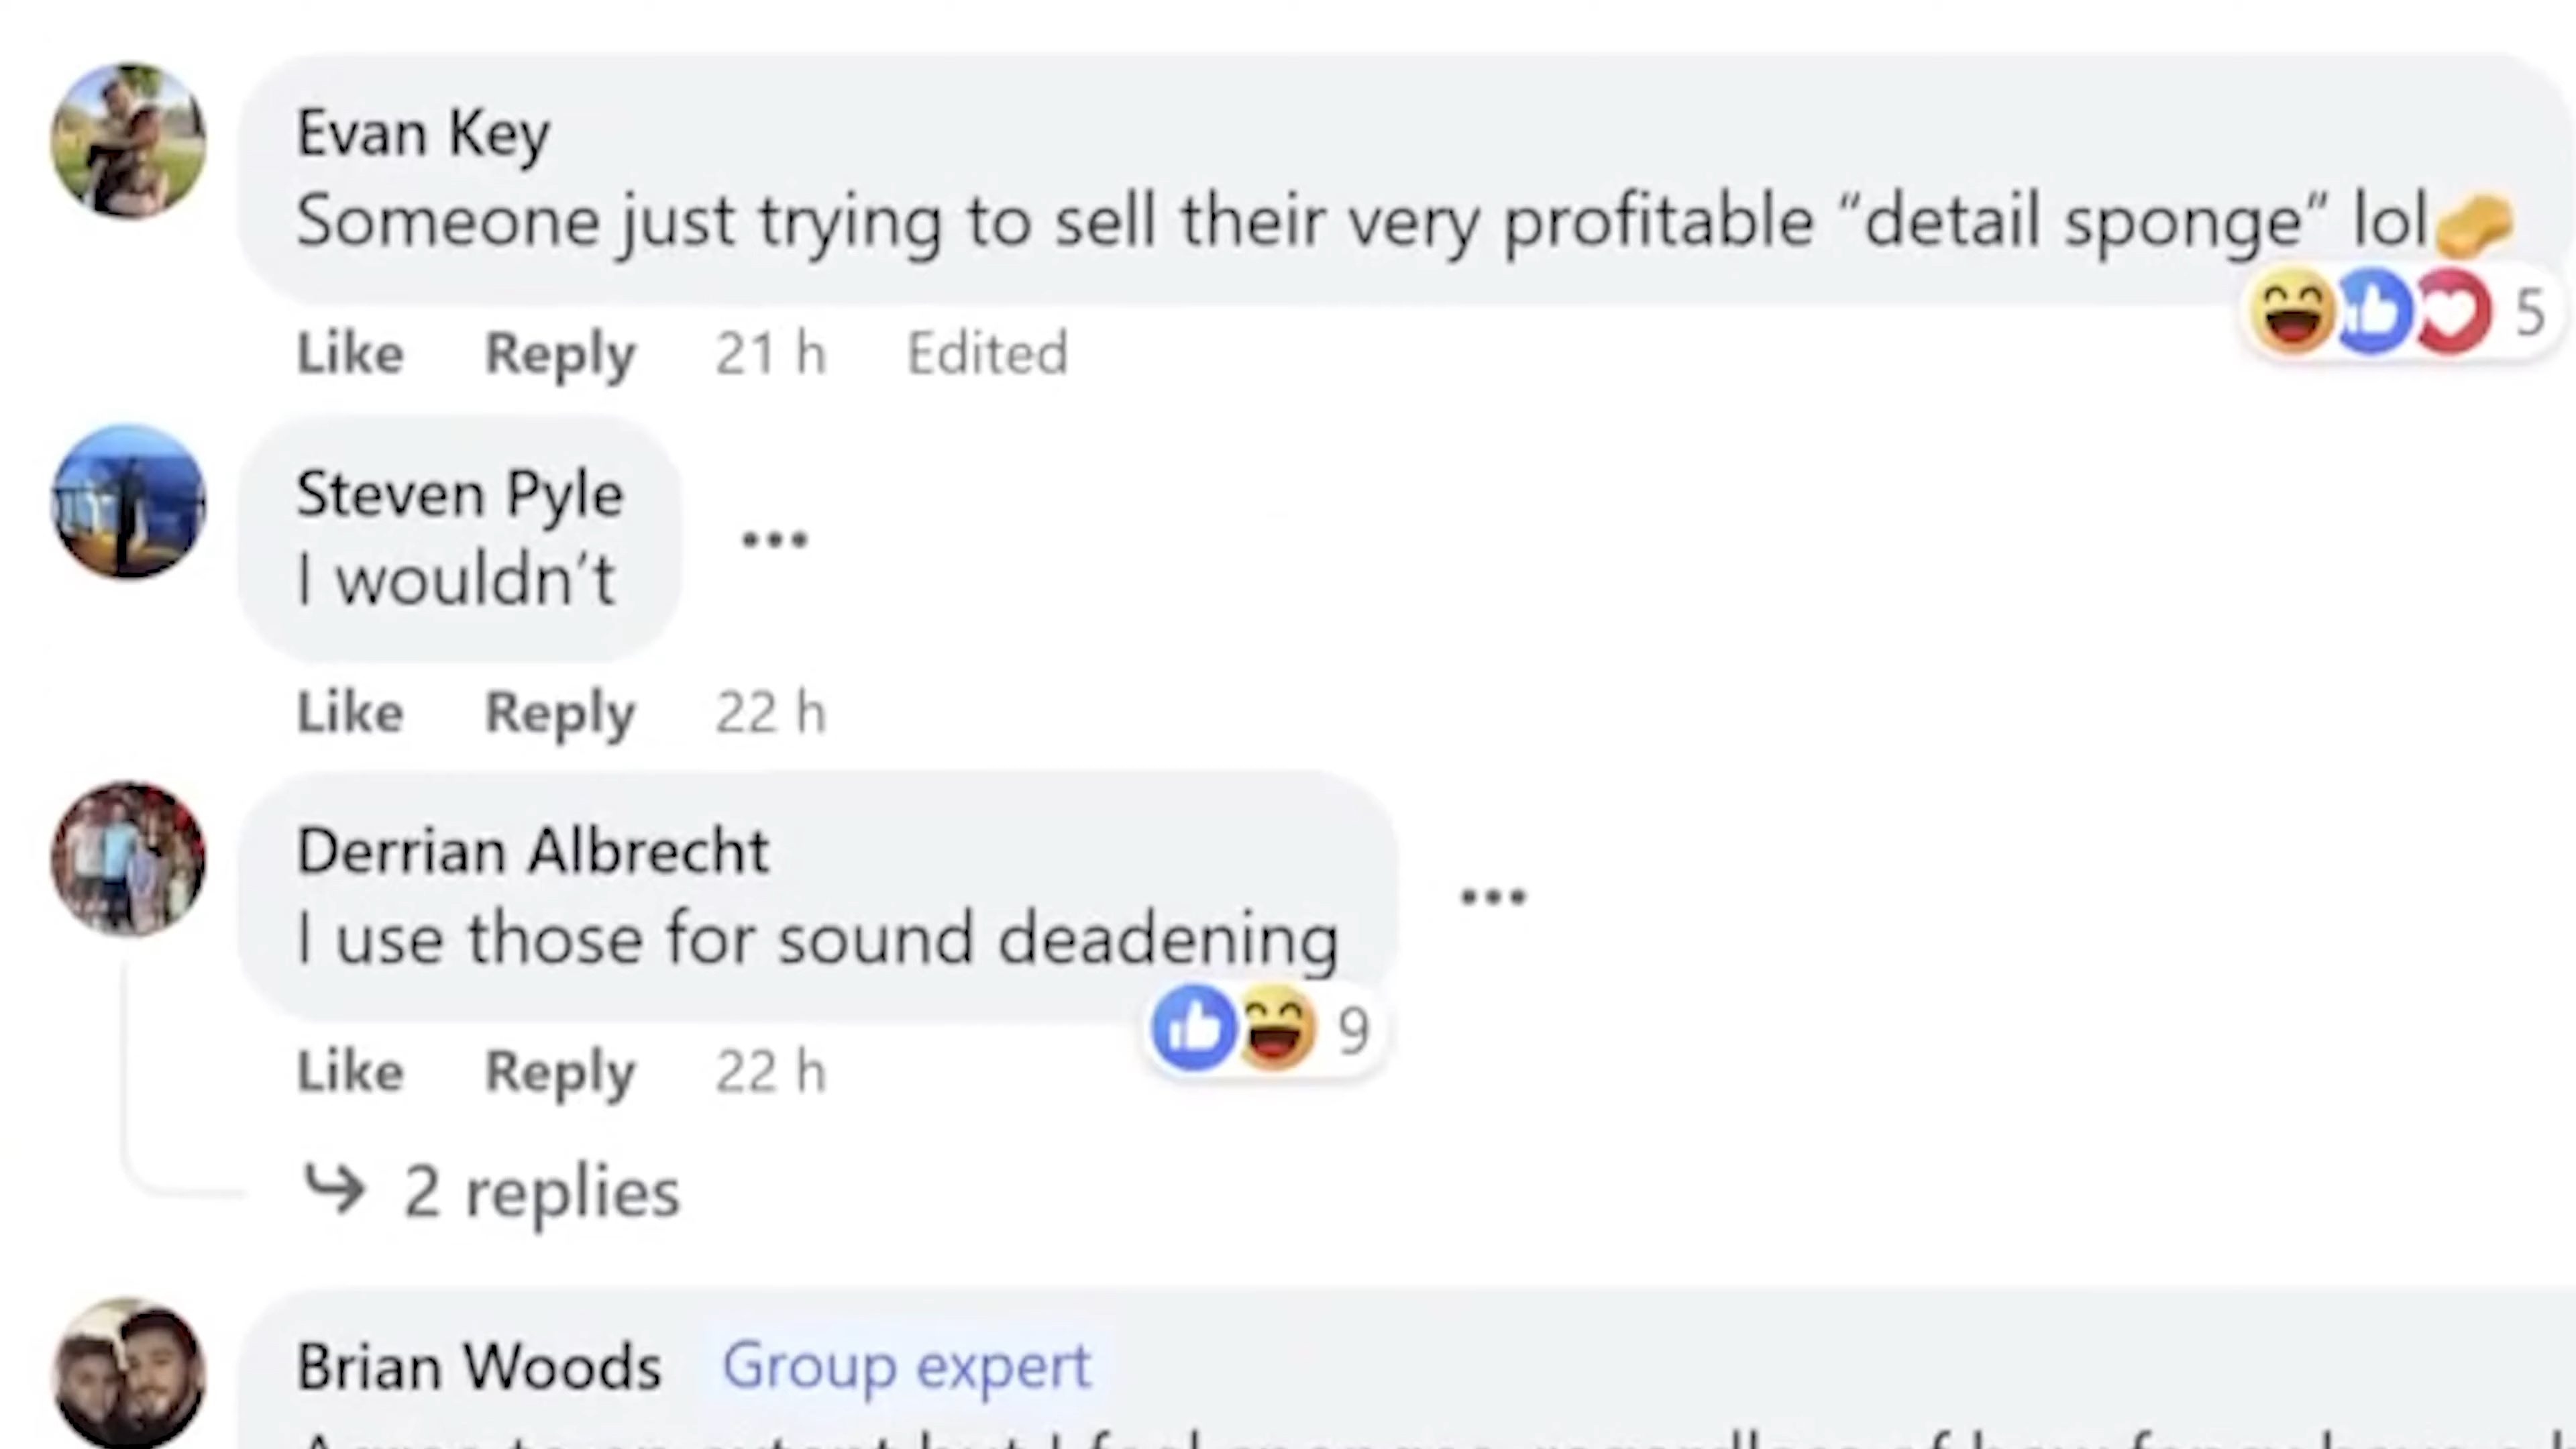 Evan Key
Someone just trying to sell their very profitable “detail sponge” lol🧽
5
Like Reply 21 h Edited
Steven Pyle
I wouldn’t
Like Reply 22 h
Derrian Albrecht
I use those for sound deadening
9
Like Reply 22 h
2 replies
Brian Woods Group expert